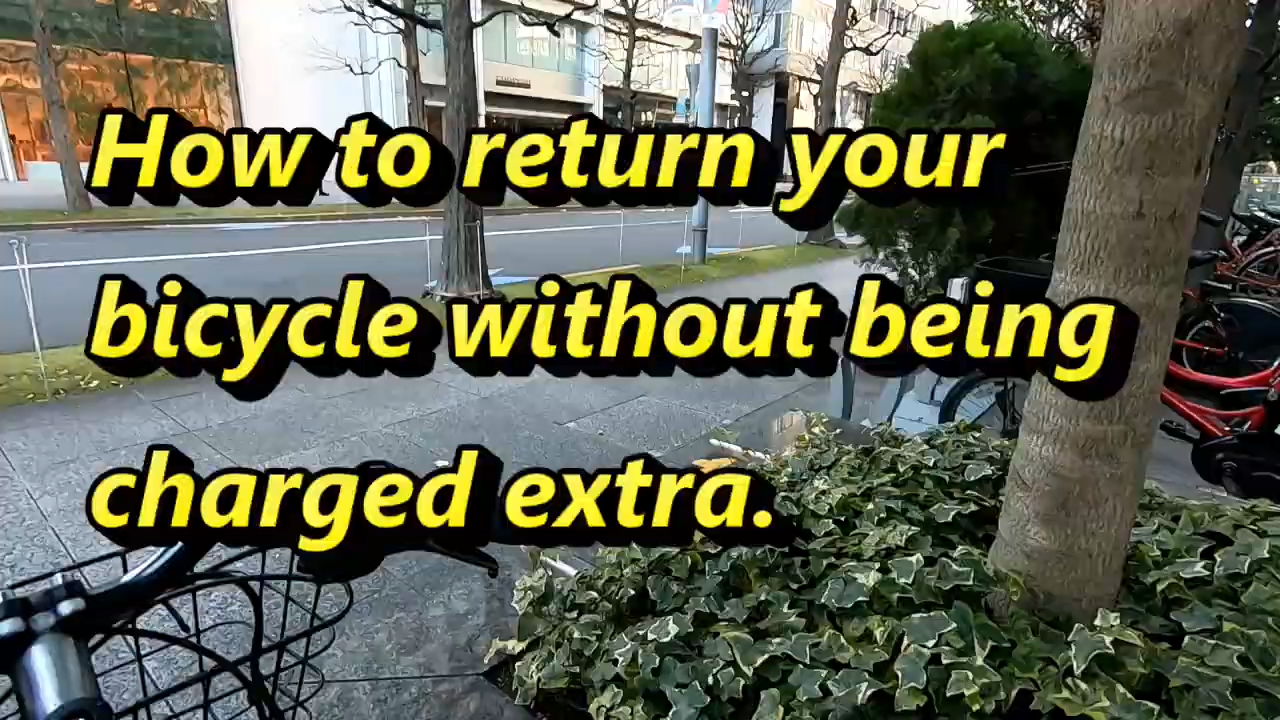 How to return your
bicycle without being
charged extra.